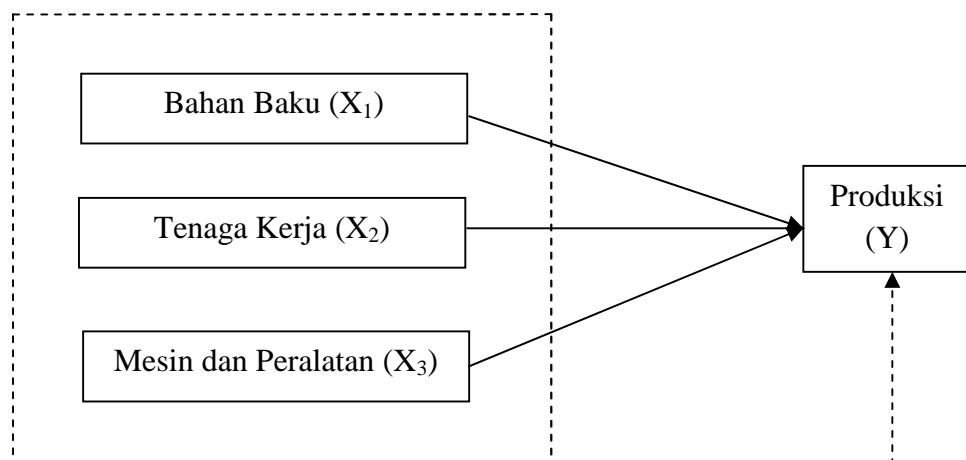 Bahan Baku (X₁)
Tenaga Kerja (X₂)
Mesin dan Peralatan (X₃)
Produksi
(Y)